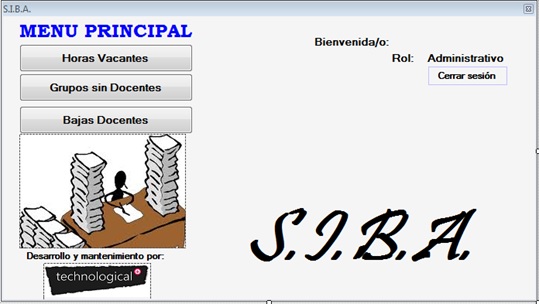 S.I.B.A.
MENU PRINCIPAL
Horas Vacantes
Grupos sin Docentes
Bajas Docentes
Desarrollo y mantenimiento por:
technological
Bienvenida/o:
Rol: Administrativo
Cerrar sesión
S.I.B.A.